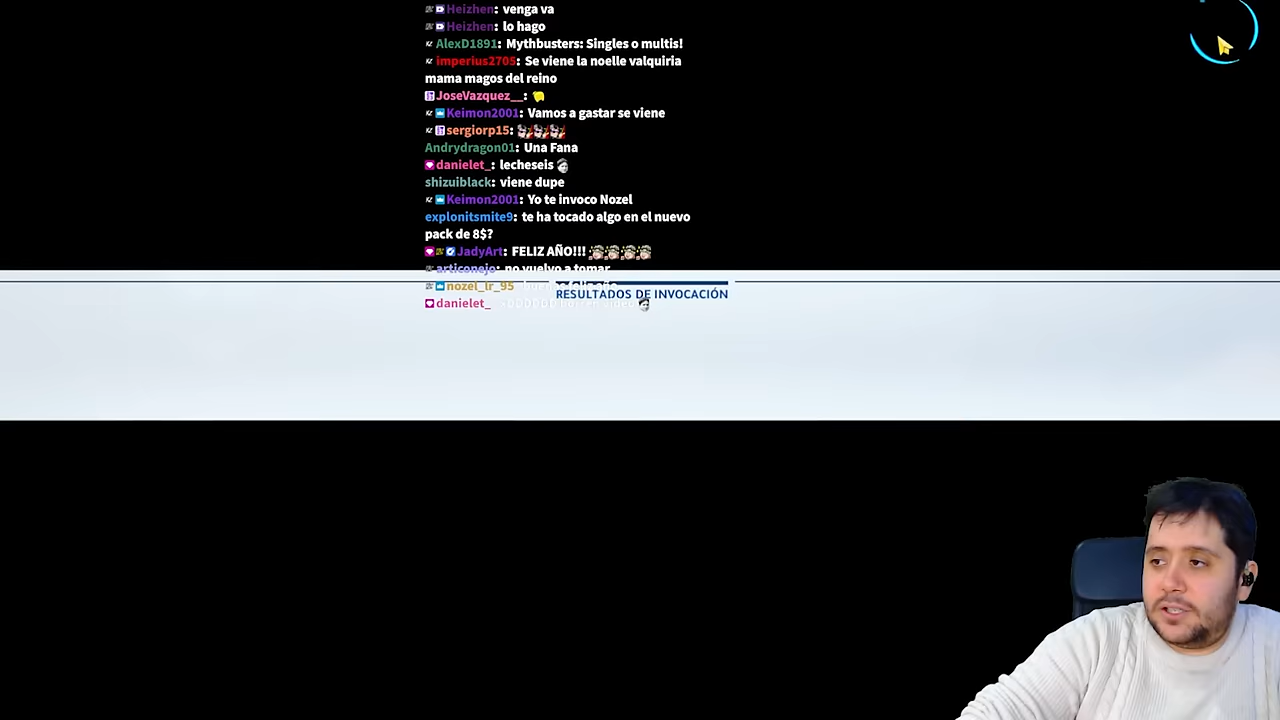 Heizhen: venga va
Heizhen: lo hago
AlexD1891: Mythbusters: Singles o multis!
imperius2705: Se viene la noelle valquiria
mama magos del reino
JoseVazquez__:
Keimon2001: Vamos a gastar se viene
sergiorp15:
Andrydragon01: Una Fana
danielet_: lecheseis
shizuiblack: viene dupe
Keimon2001: Yo te invoco Nozel
explonitsmite9: te ha tocado algo en el nuevo
pack de 8$?
JadyArt: FELIZ AÑO!!!
articonejo: no vuelvo a tomar
nozel_lr_95
RESULTADOS DE INVOCACIÓN
danielet_